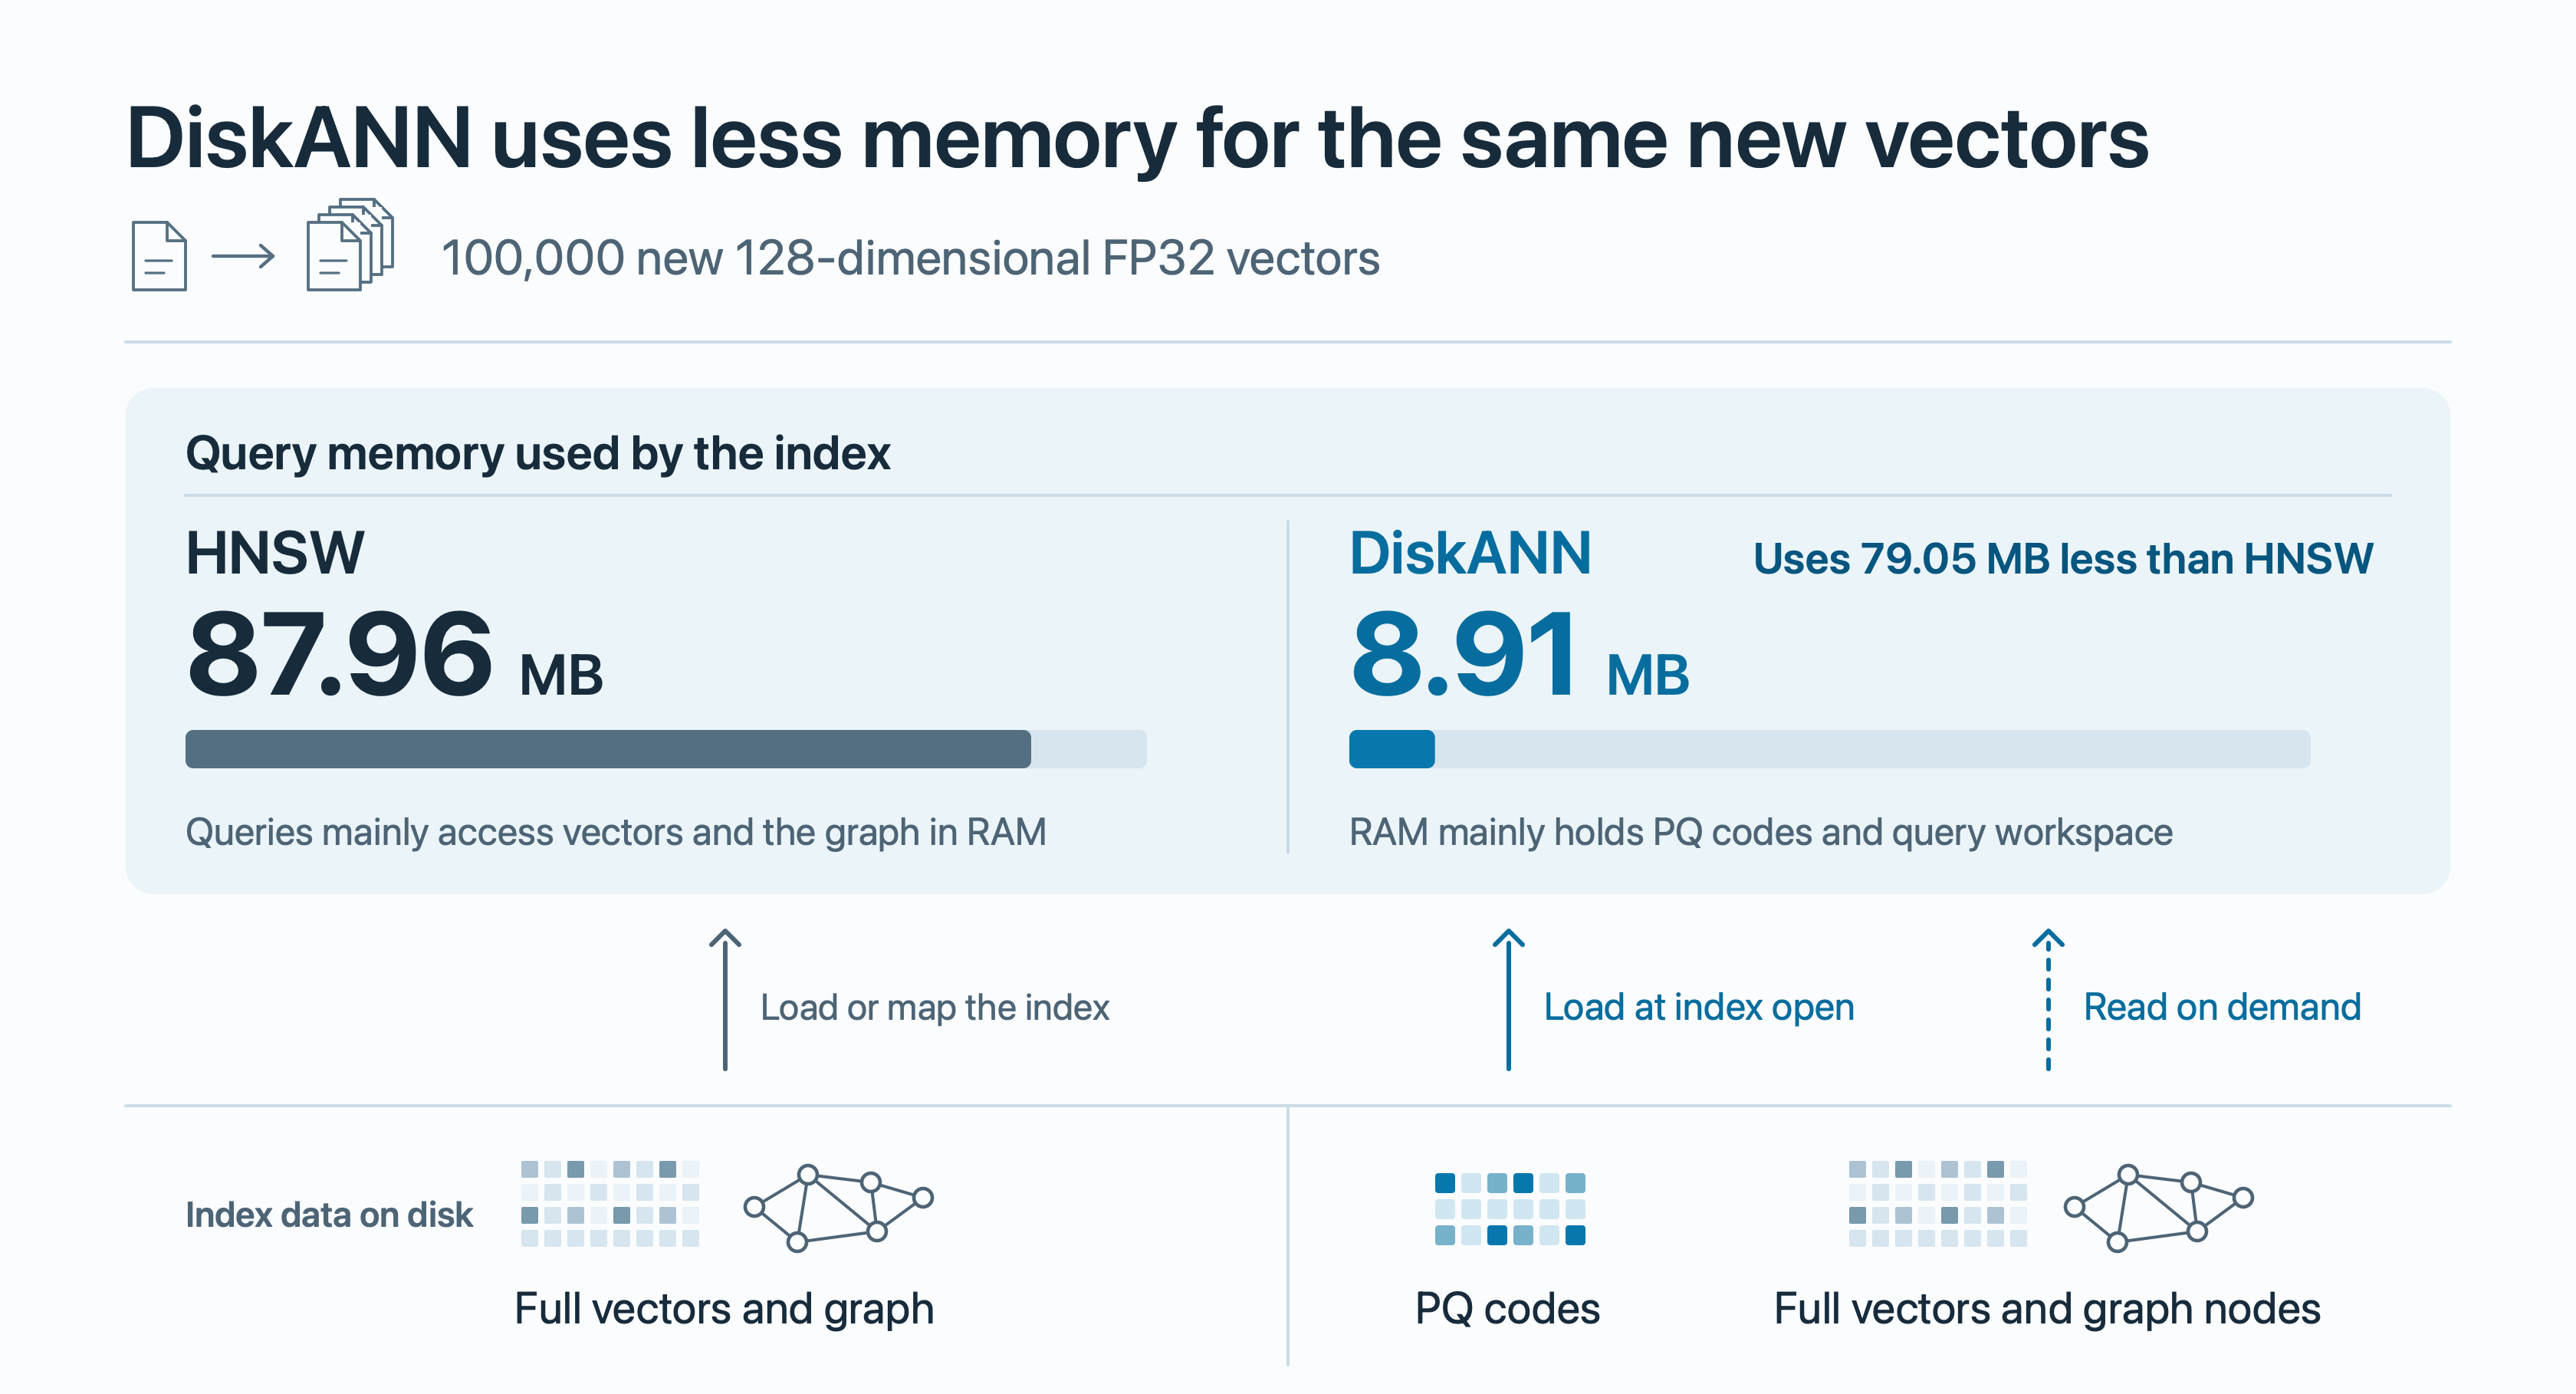 DiskANN uses less memory for the same new vectors
100,000 new 128-dimensional FP32 vectors
Query memory used by the index
HNSW
87.96 MB
Queries mainly access vectors and the graph in RAM
DiskANN
Uses 79.05 MB less than HNSW
8.91 MB
RAM mainly holds PQ codes and query workspace
Load or map the index
Load at index open
Read on demand
Index data on disk
Full vectors and graph
PQ codes
Full vectors and graph nodes